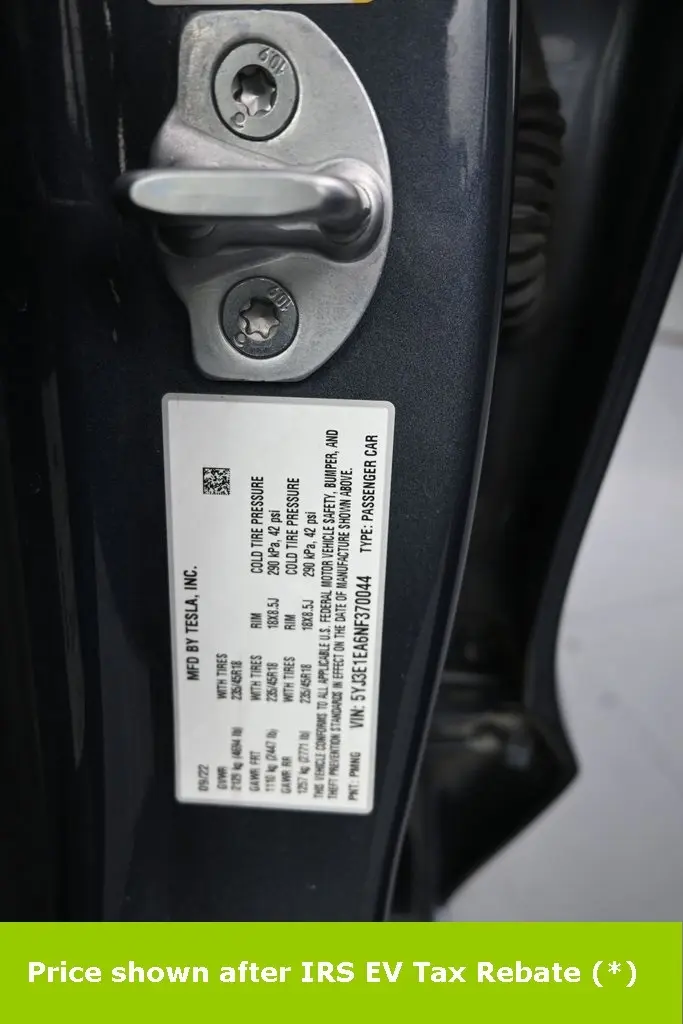 109
109
MFD BY TESLA, INC.
09/22
GVWR WITH TIRES
2129 kg (4694 lb) 235/45R18
GAWR FRT WITH TIRES RIM COLD TIRE PRESSURE
1110 kg (2447 lb) 235/45R18 18X8.5J 290 kPa, 42 psi
GAWR RR WITH TIRES RIM COLD TIRE PRESSURE
1257 kg (2771 lb) 235/45R18 18X8.5J 290 kPa, 42 psi
THIS VEHICLE CONFORMS TO ALL APPLICABLE U.S. FEDERAL MOTOR VEHICLE SAFETY, BUMPER, AND
THEFT PREVENTION STANDARDS IN EFFECT ON THE DATE OF MANUFACTURE SHOWN ABOVE.
PNT: PMNG VIN: 5YJ3E1EA6NF370044 TYPE: PASSENGER CAR
Price shown after IRS EV Tax Rebate (*)